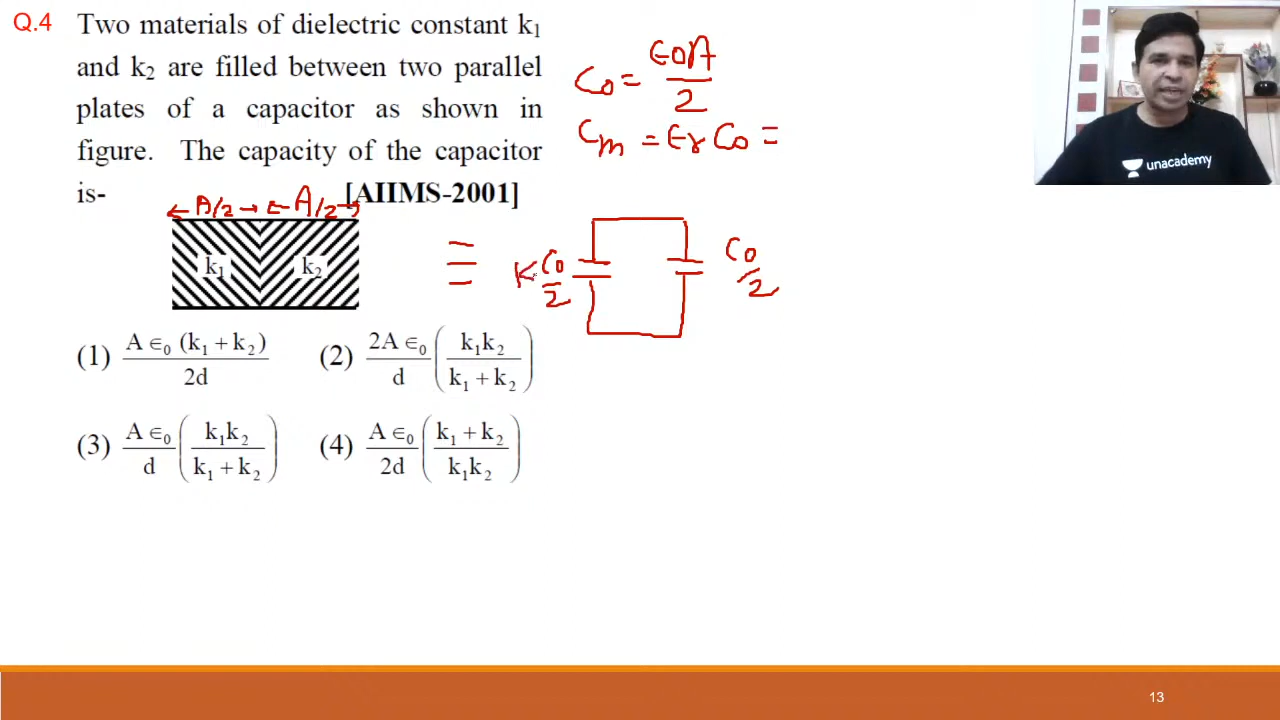 Q.4 Two materials of dielectric constant k₁
and k₂ are filled between two parallel
plates of a capacitor as shown in
figure. The capacity of the capacitor
is- [AIIMS-2001]
C₀ = ε₀A/2
Cm = εr C₀ =
A/2 A/2
k₁ k₂
≡ K C₀/2 C₀/2
(1) A∈₀(k₁+k₂)/2d (2) 2A∈₀/d (k₁k₂/k₁+k₂)
(3) A∈₀/d (k₁k₂/k₁+k₂) (4) A∈₀/2d (k₁+k₂/k₁k₂)
unacademy
13